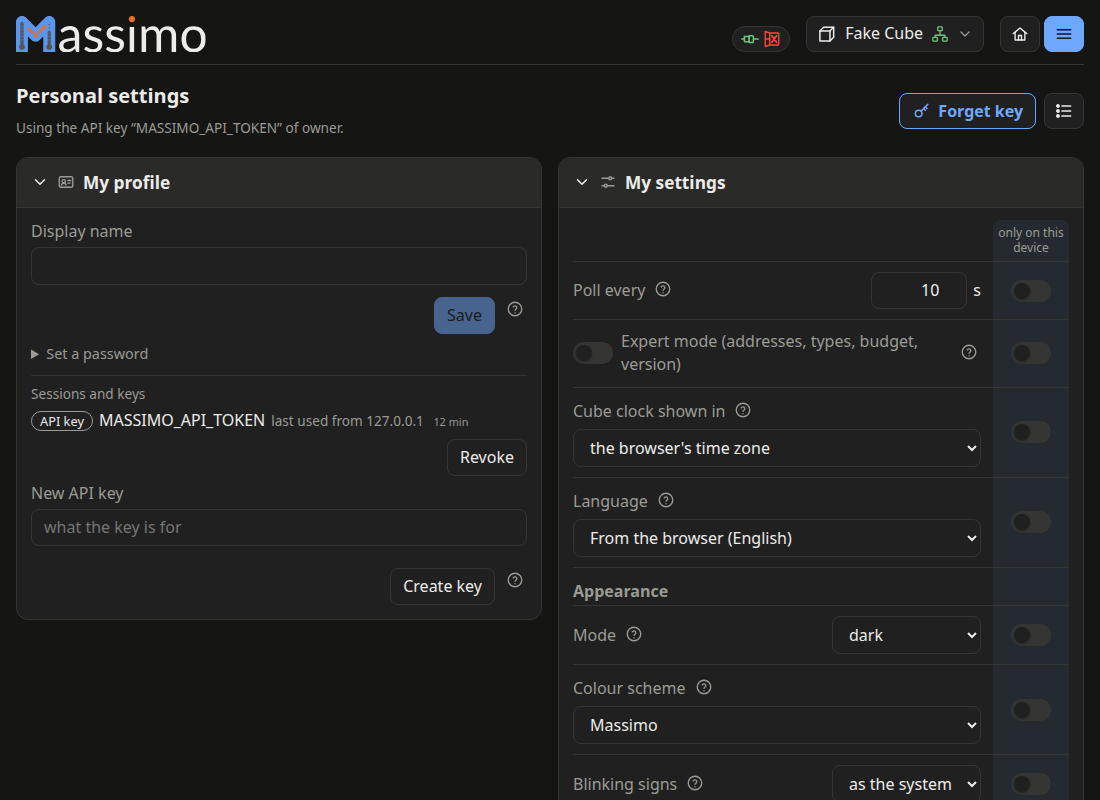 Massimo
Fake Cube
Personal settings
Using the API key “MASSIMO_API_TOKEN” of owner.
Forget key
My profile
Display name
Save
Set a password
Sessions and keys
API key MASSIMO_API_TOKEN last used from 127.0.0.1 12 min
Revoke
New API key
what the key is for
Create key
My settings
only on this
device
Poll every 10 s
Expert mode (addresses, types, budget,
version)
Cube clock shown in
the browser's time zone
Language
From the browser (English)
Appearance
Mode dark
Colour scheme
Massimo
Blinking signs as the system